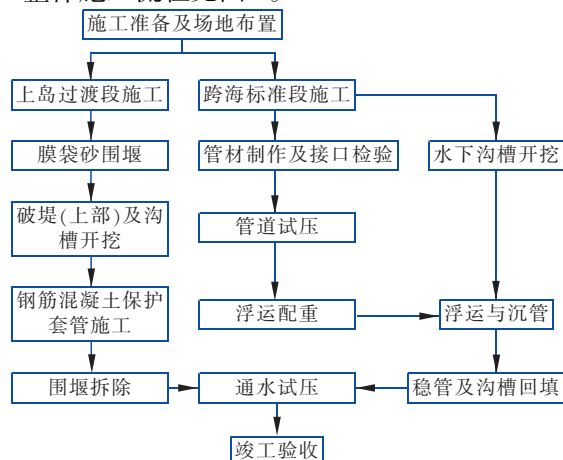 施工准备及场地布置
上岛过渡段施工
跨海标准段施工
膜袋砂围堰
管材制作及接口检验
水下沟槽开挖
破堤(上部)及沟
槽开挖
管道试压
钢筋混凝土保护
套管施工
浮运配重
浮运与沉管
围堰拆除
通水试压
稳管及沟槽回填
竣工验收